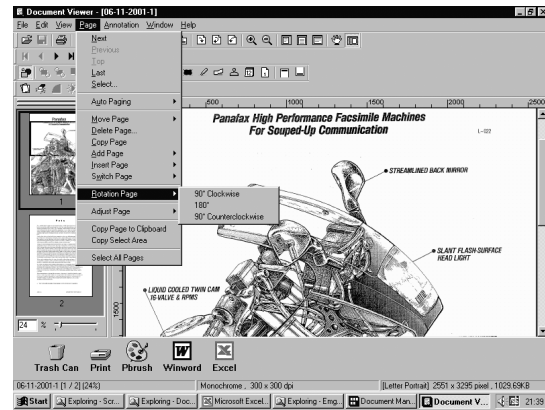 Document Viewer - [06-11-2001-1]
File Edit View Page Annotation Window Help
Next
Previous
Top
Last
Select...
Auto Paging
Move Page
Delete Page...
Copy Page
Add Page
Insert Page
Switch Page
Rotation Page
90° Clockwise
180°
90° Counterclockwise
Adjust Page
Copy Page to Clipboard
Copy Select Area
Select All Pages
500 1000 1500 2000 2500
1500
Panafax
1
2
24 %
Panafax High Performance Facsimile Machines
For Souped-Up Communication
L-022
STREAMLINED BACK MIRROR
SLANT FLASH-SURFACE
HEAD LIGHT
LIQUID COOLED TWIN CAM
16-VALVE & RPMS
Trash Can Print Pbrush Winword Excel
06-11-2001-1 [1 / 2] (24%) Monochrome , 300 x 300 dpi [Letter Portrait] 2551 x 3295 pixel , 1029.69KB
Start Exploring - Scr... Exploring - Doc... Microsoft Excel... Exploring - Emg... Document Man... Document V... 21:39